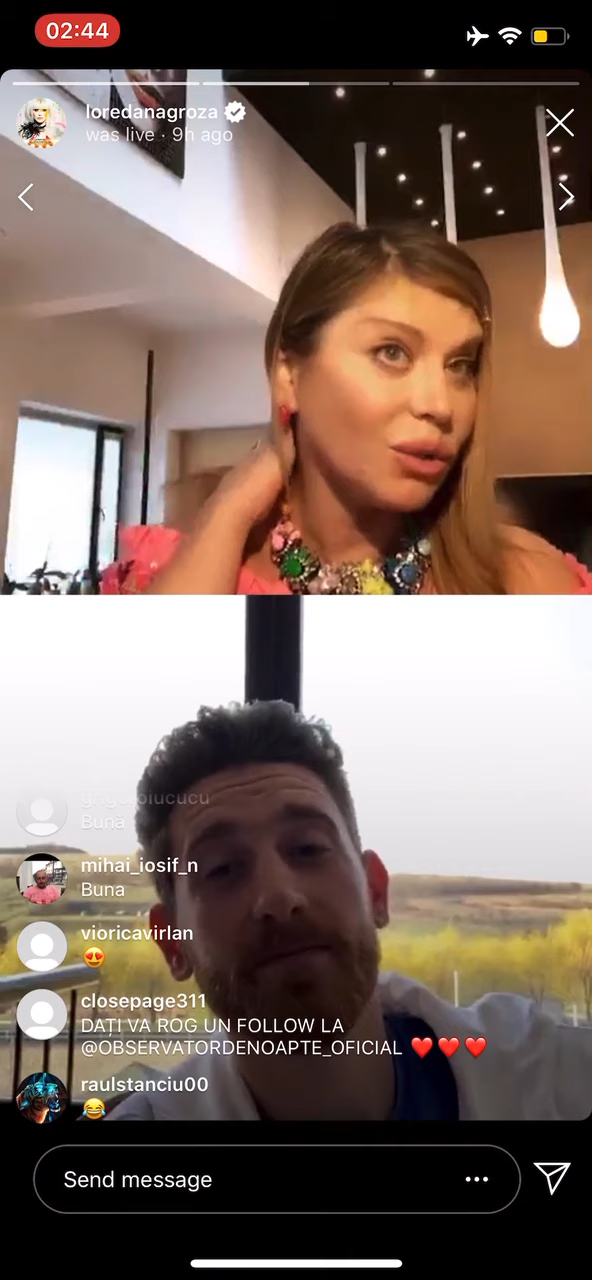 02:44
loredanagroza
was live · 9h ago
Bună
mihai_iosif_n
Buna
vioricavirlan
😍
closepage311
DAȚI VA ROG UN FOLLOW LA
@OBSERVATORDENOAPTE_OFICIAL ❤️❤️❤️
raulstanciu00
😂
Send message